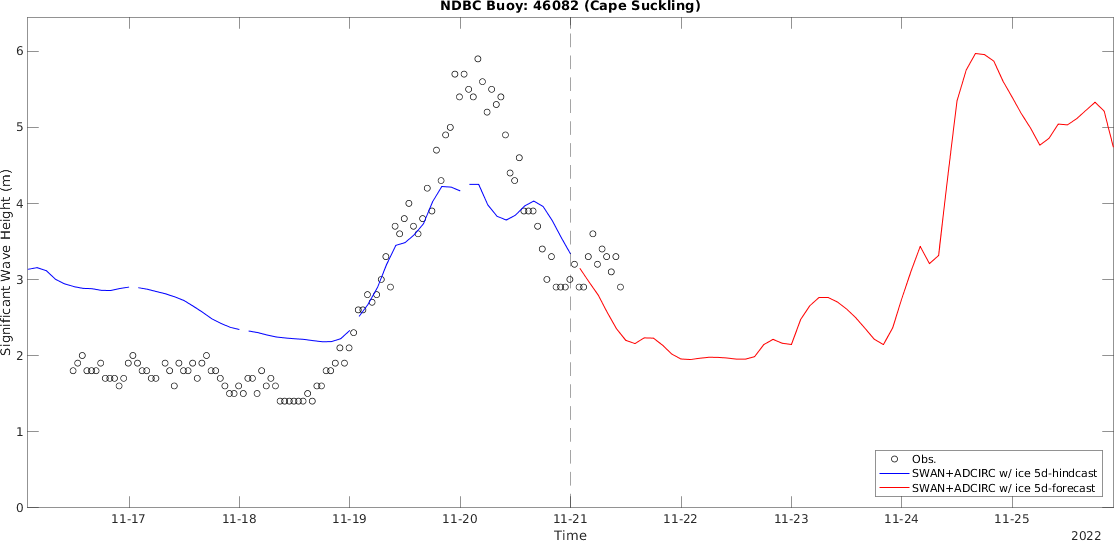 NDBC Buoy: 46082 (Cape Suckling)
Significant Wave Height (m)
6
5
4
3
2
1
0
Obs.
SWAN+ADCIRC w/ ice 5d-hindcast
SWAN+ADCIRC w/ ice 5d-forecast
11-17 11-18 11-19 11-20 11-21 11-22 11-23 11-24 11-25
Time 2022